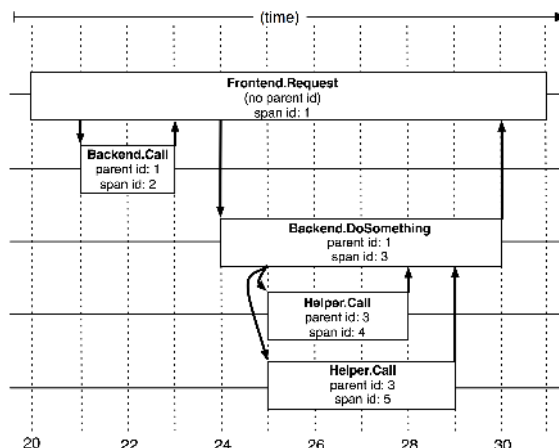 (time)
Frontend.Request
(no parent id)
span id: 1
Backend.Call
parent id: 1
span id: 2
Backend.DoSomething
parent id: 1
span id: 3
Helper.Call
parent id: 3
span id: 4
Helper.Call
parent id: 3
span id: 5
20 22 24 26 28 30